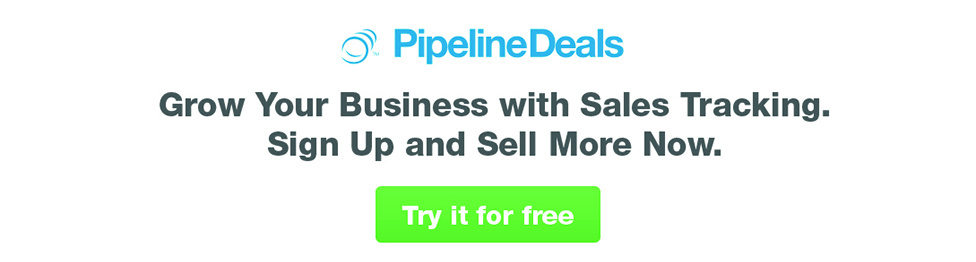 PipelineDeals
Grow Your Business with Sales Tracking.
Sign Up and Sell More Now.
Try it for free